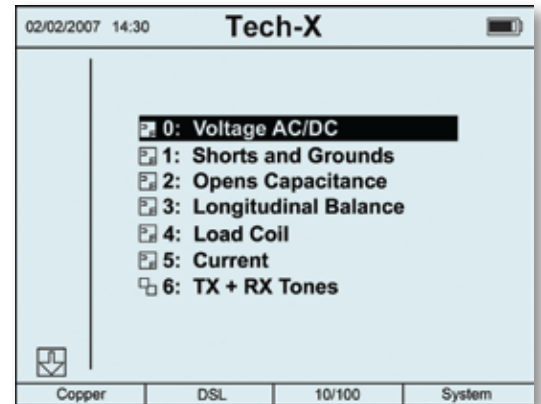 02/02/2007 14:30 Tech-X
0: Voltage AC/DC
1: Shorts and Grounds
2: Opens Capacitance
3: Longitudinal Balance
4: Load Coil
5: Current
6: TX + RX Tones
Copper DSL 10/100 System